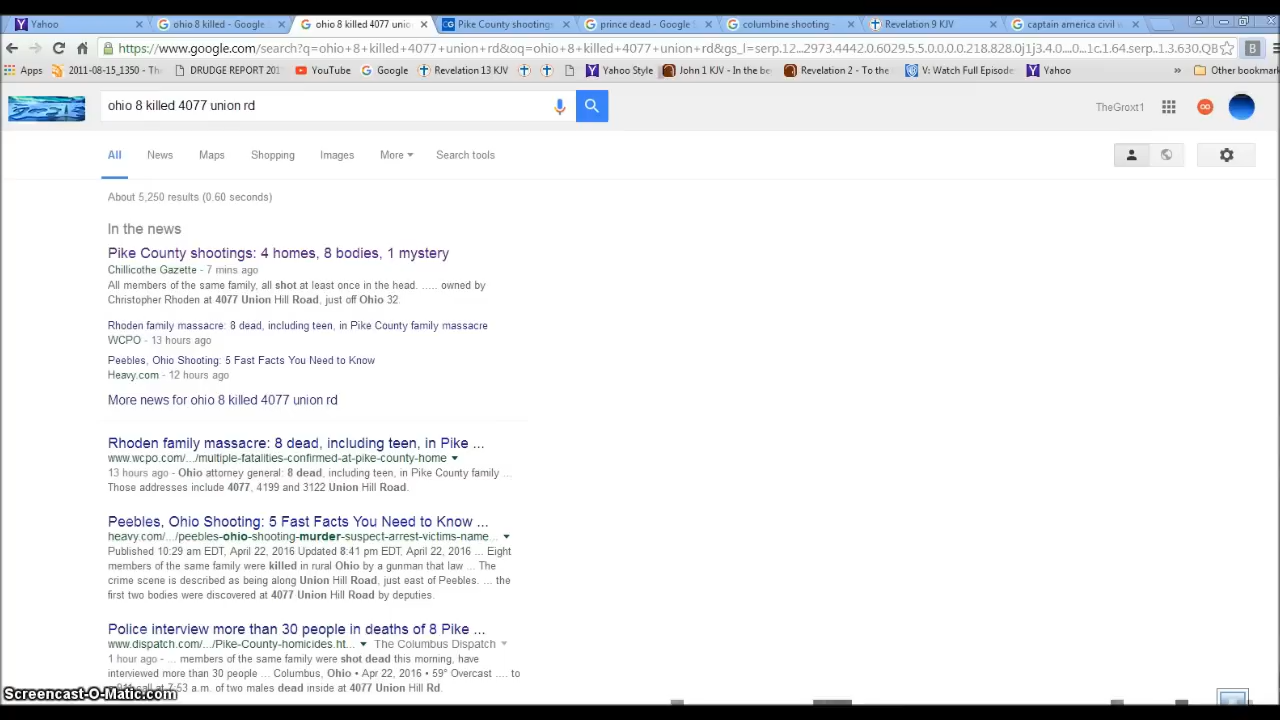 Yahoo
ohio 8 killed - Google
ohio 8 killed 4077 unio
Pike County shootings:
prince dead - Google S
columbine shooting -
Revelation 9 KJV
captain america civil w
https://www.google.com/search?q=ohio+8+killed+4077+union+rd&oq=ohio+8+killed+4077+union+rd&gs_l=serp.12...2973.4442.0.6029.5.5.0.0.0.0.218.828.0j1j3.4.0....0...1c.1.64.serp..1.3.630.QB
Apps
2011-08-15_1350 - The
DRUDGE REPORT 201
YouTube
Google
Revelation 13 KJV
Yahoo Style
John 1 KJV - In the be
Revelation 2 - To the
V: Watch Full Episode
Yahoo
»
Other bookmark
ohio 8 killed 4077 union rd
TheGroxt1
All News Maps Shopping Images More Search tools
About 5,250 results (0.60 seconds)
In the news
Pike County shootings: 4 homes, 8 bodies, 1 mystery
Chillicothe Gazette - 7 mins ago
All members of the same family, all shot at least once in the head. ..... owned by
Christopher Rhoden at 4077 Union Hill Road, just off Ohio 32.
Rhoden family massacre: 8 dead, including teen, in Pike County family massacre
WCPO - 13 hours ago
Peebles, Ohio Shooting: 5 Fast Facts You Need to Know
Heavy.com - 12 hours ago
More news for ohio 8 killed 4077 union rd
Rhoden family massacre: 8 dead, including teen, in Pike ...
www.wcpo.com/.../multiple-fatalities-confirmed-at-pike-county-home
13 hours ago - Ohio attorney general: 8 dead, including teen, in Pike County family ...
Those addresses include 4077, 4199 and 3122 Union Hill Road.
Peebles, Ohio Shooting: 5 Fast Facts You Need to Know ...
heavy.com/.../peebles-ohio-shooting-murder-suspect-arrest-victims-name...
Published 10:29 am EDT, April 22, 2016 Updated 8:41 pm EDT, April 22, 2016 ... Eight
members of the same family were killed in rural Ohio by a gunman that law ... The
crime scene is described as being along Union Hill Road, just east of Peebles. ... the
first two bodies were discovered at 4077 Union Hill Road by deputies.
Police interview more than 30 people in deaths of 8 Pike ...
www.dispatch.com/.../Pike-County-homicides.ht... The Columbus Dispatch
1 hour ago - ... members of the same family were shot dead this morning, have
interviewed more than 30 people ... Columbus, Ohio • Apr 22, 2016 • 59° Overcast .... to
911 call at 7:53 a.m. of two males dead inside at 4077 Union Hill Rd.
Screencast-O-Matic.com